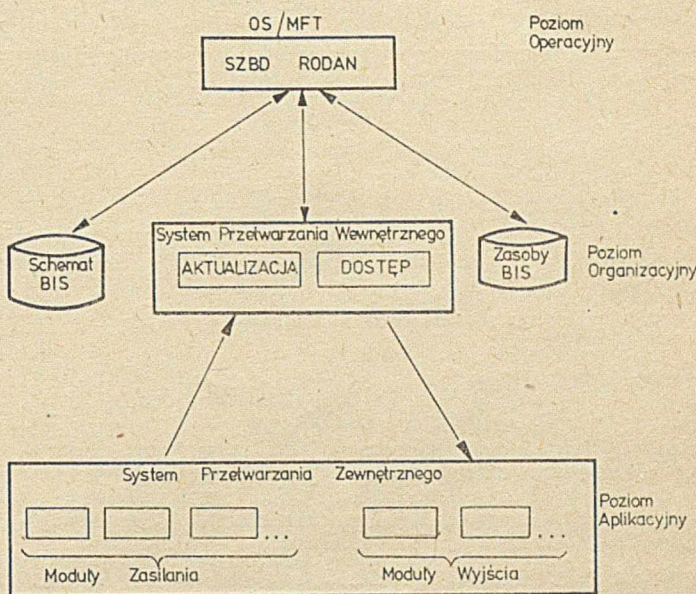 OS/MFT
Poziom
Operacyjny
SZBD RODAN
System Przetwarzania Wewnętrznego
Schemat
BIS
AKTUALIZACJA
DOSTĘP
Zasoby
BIS
Poziom
Organizacyjny
System Przetwarzania Zewnętrznego
...
...
Poziom
Aplikacyjny
Moduły Zasilania
Moduły Wyjścia